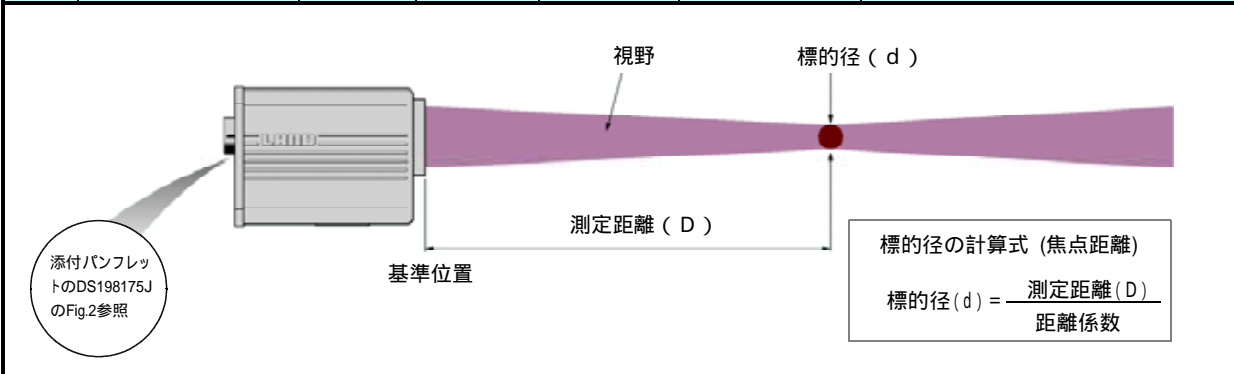 視野
標的径（d）
LAND
測定距離（D）
基準位置
添付パンフレッ
トのDS198175J
のFig.2参照
標的径の計算式 (焦点距離)
標的径(d) = 測定距離(D)
距離係数